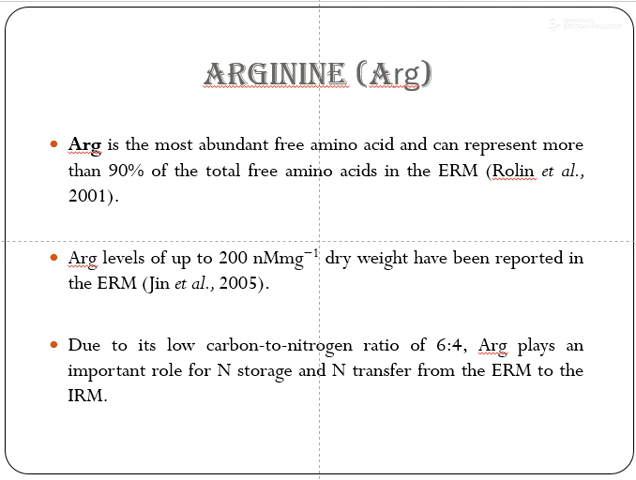 ARGININE (Arg)
• Arg is the most abundant free amino acid and can represent more
than 90% of the total free amino acids in the ERM (Rolin et al.,
2001).
• Arg levels of up to 200 nMmg⁻¹ dry weight have been reported in
the ERM (Jin et al., 2005).
• Due to its low carbon-to-nitrogen ratio of 6:4, Arg plays an
important role for N storage and N transfer from the ERM to the
IRM.